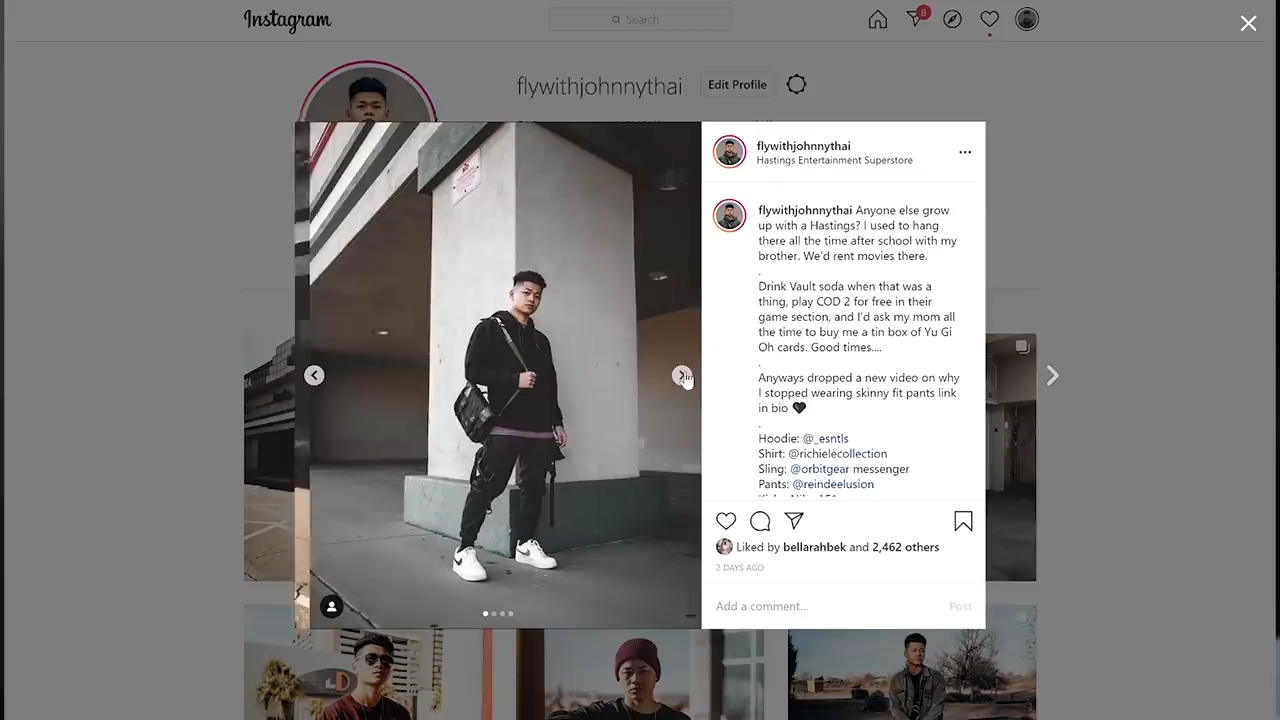 Instagram
Search
8
flywithjohnnythai
Edit Profile
flywithjohnnythai
Hastings Entertainment Superstore
flywithjohnnythai Anyone else grow
up with a Hastings? I used to hang
there all the time after school with my
brother. We'd rent movies there.
.
Drink Vault soda when that was a
thing, play COD 2 for free in their
game section, and I'd ask my mom all
the time to buy me a tin box of Yu Gi
Oh cards. Good times....
.
Anyways dropped a new video on why
I stopped wearing skinny fit pants link
in bio 🖤
.
Hoodie: @_esntls
Shirt: @richielecollection
Sling: @orbitgear messenger
Pants: @reindeelusion
Liked by bellarahbek and 2,462 others
2 DAYS AGO
Add a comment...
Post